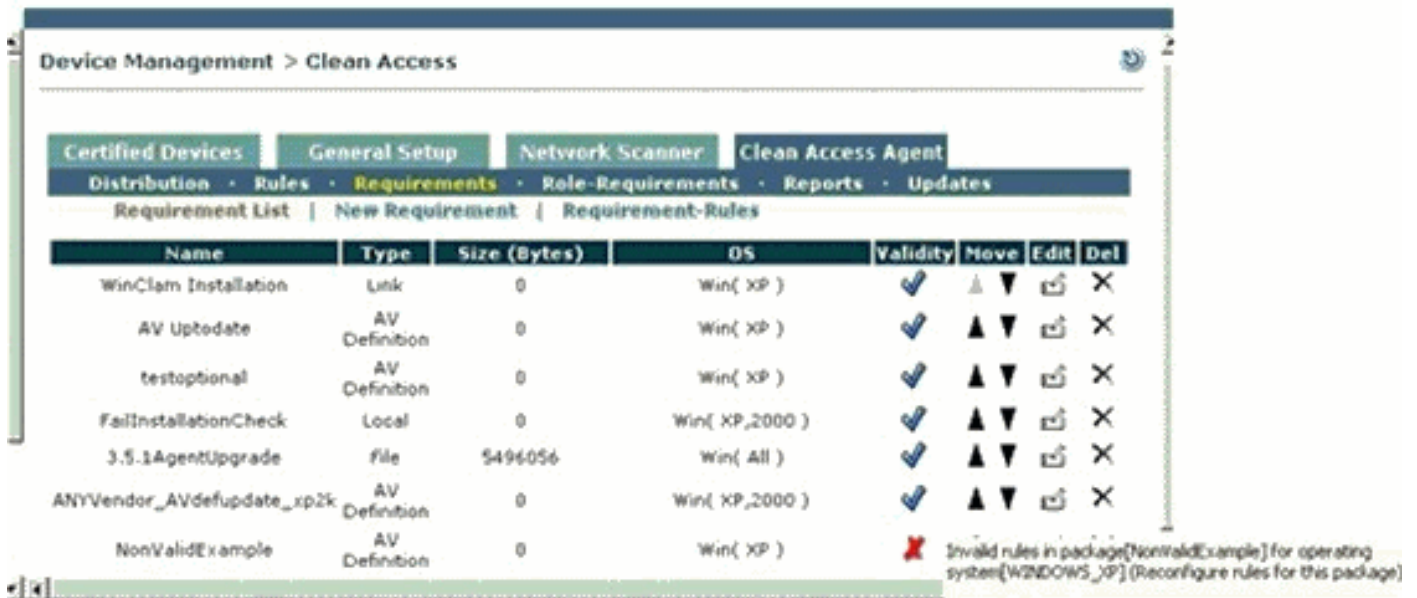 Device Management > Clean Access
Certified Devices General Setup Network Scanner Clean Access Agent
Distribution · Rules · Requirements · Role-Requirements · Reports · Updates
Requirement List | New Requirement | Requirement-Rules
Name Type Size (Bytes) OS Validity Move Edit Del
WinClam Installation Link 0 Win( XP )
AV Uptodate AV Definition 0 Win( XP )
testoptional AV Definition 0 Win( XP )
FailInstallationCheck Local 0 Win( XP,2000 )
3.5.1AgentUpgrade File 5496056 Win( All )
ANYVendor_AVdefupdate_xp2k AV Definition 0 Win( XP,2000 )
NonValidExample AV Definition 0 Win( XP )
Invalid rules in package[NonValidExample] for operating
system[WINDOWS_XP] (Reconfigure rules for this package)